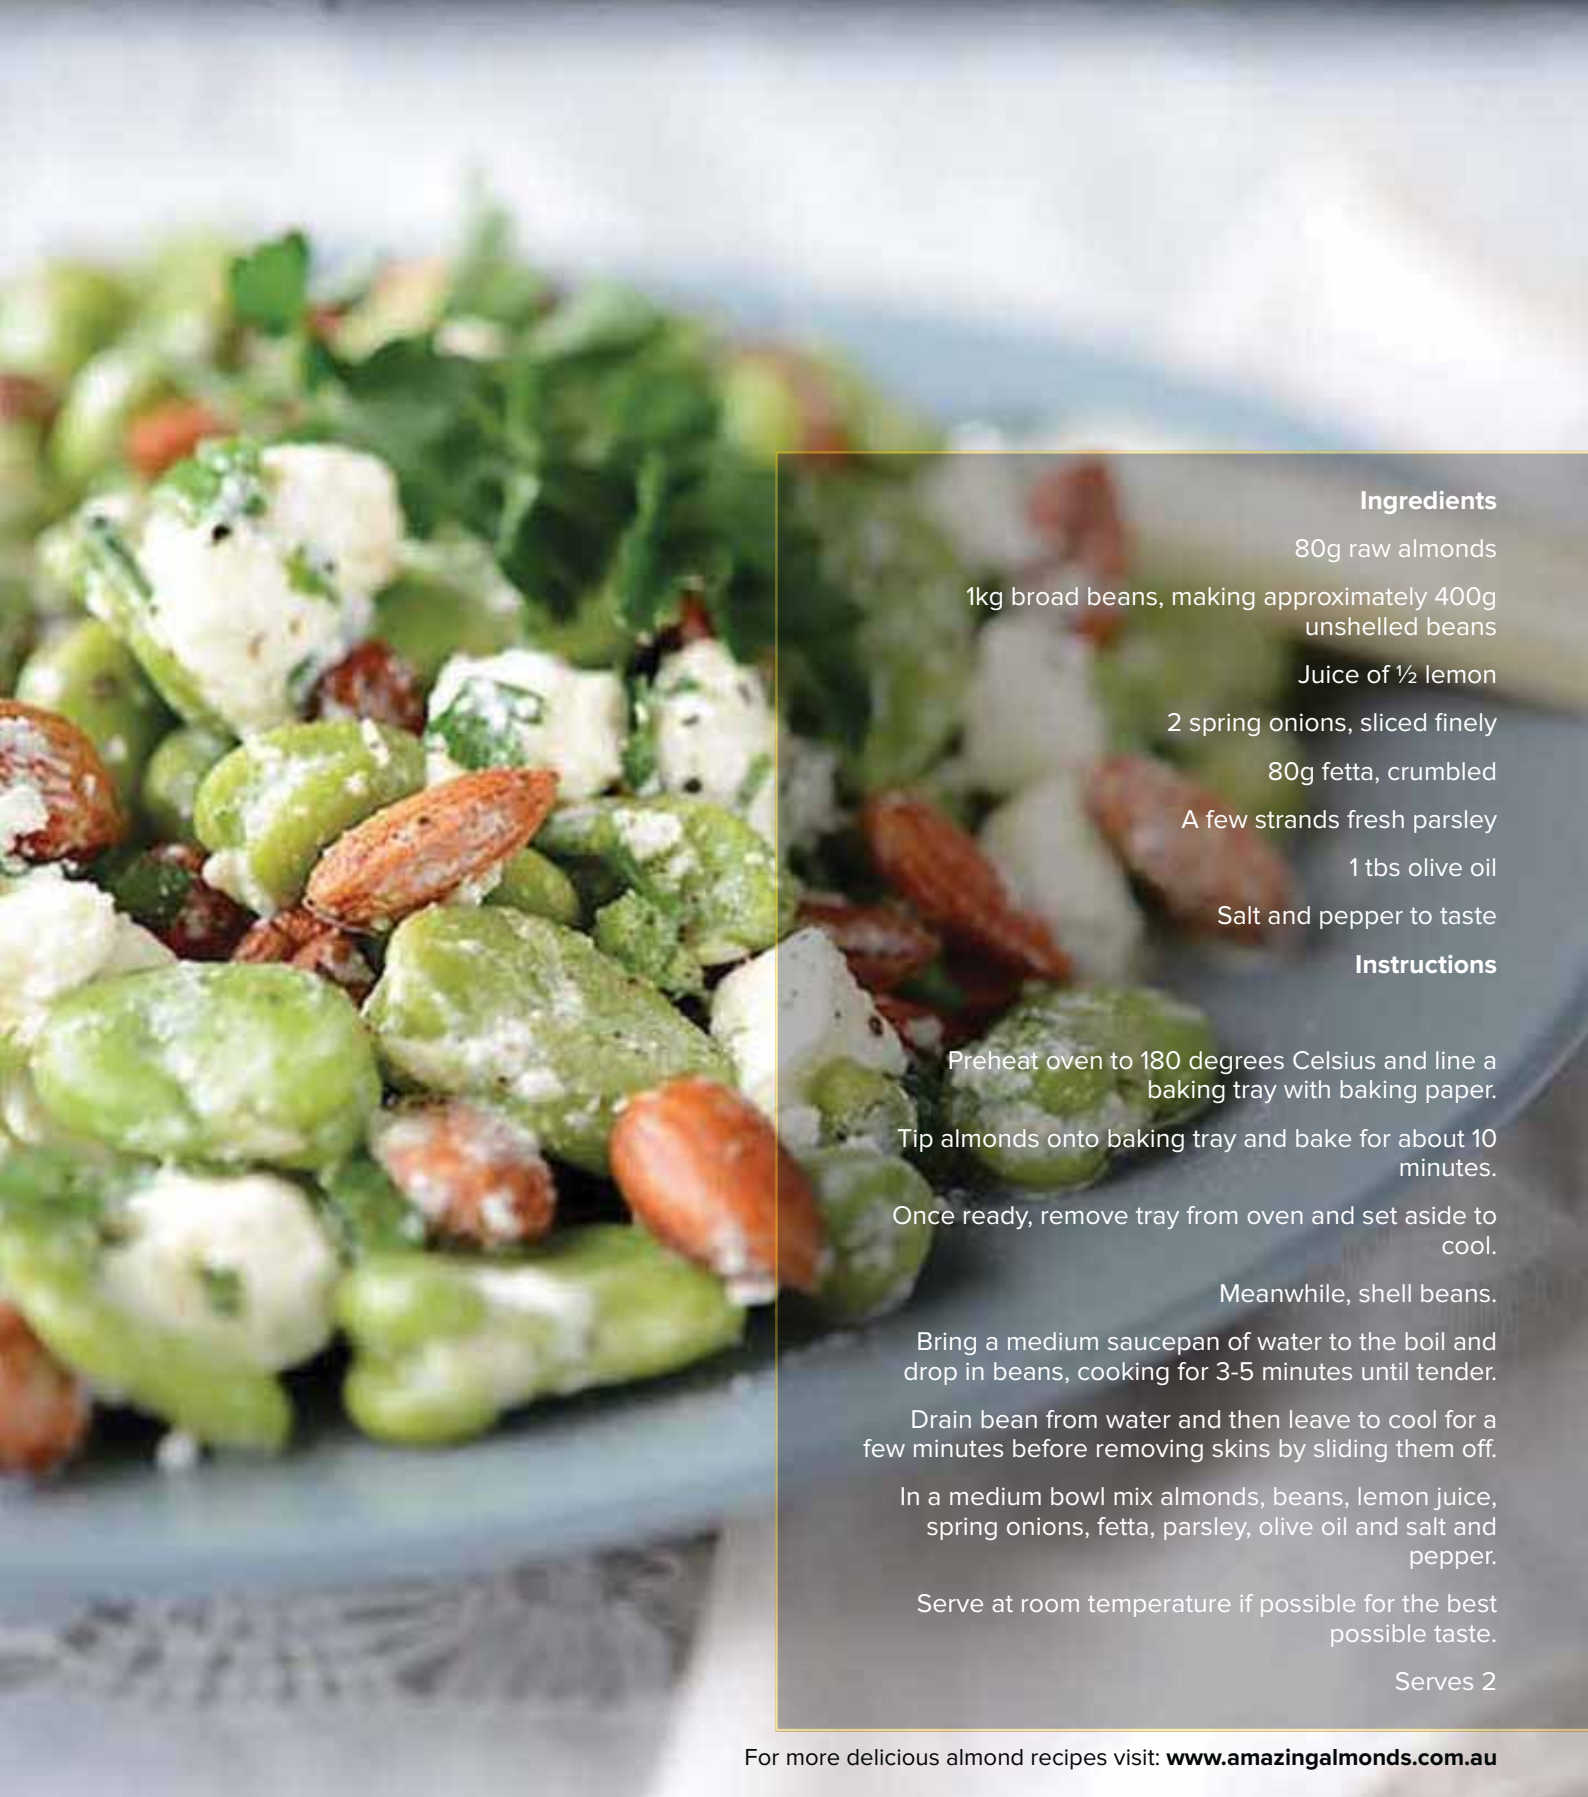 Ingredients
80g raw almonds
1kg broad beans, making approximately 400g
unshelled beans
Juice of ½ lemon
2 spring onions, sliced finely
80g fetta, crumbled
A few strands fresh parsley
1 tbs olive oil
Salt and pepper to taste
Instructions
Preheat oven to 180 degrees Celsius and line a
baking tray with baking paper.
Tip almonds onto baking tray and bake for about 10
minutes.
Once ready, remove tray from oven and set aside to
cool.
Meanwhile, shell beans.
Bring a medium saucepan of water to the boil and
drop in beans, cooking for 3-5 minutes until tender.
Drain bean from water and then leave to cool for a
few minutes before removing skins by sliding them off.
In a medium bowl mix almonds, beans, lemon juice,
spring onions, fetta, parsley, olive oil and salt and
pepper.
Serve at room temperature if possible for the best
possible taste.
Serves 2
For more delicious almond recipes visit: www.amazingalmonds.com.au